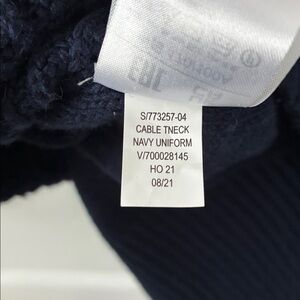 S/773257-04
CABLE TNECK
NAVY UNIFORM
V/700028145
HO 21
08/21